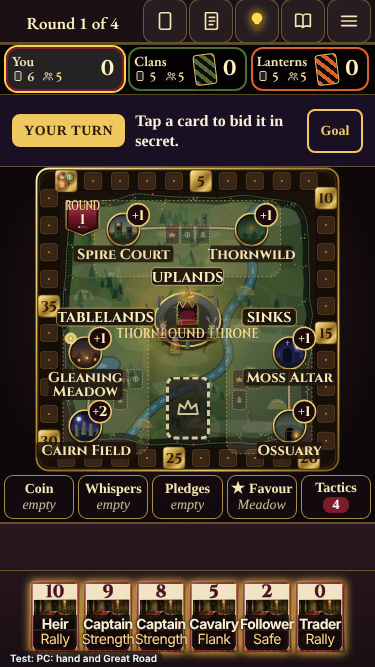 Round 1 of 4
You
6 5
0
Clans
5 5
0
Lanterns
5 5
0
YOUR TURN
Tap a card to bid it in
secret.
Goal
5
10
ROUND
1
+1
+1
SPIRE COURT
THORNWILD
UPLANDS
35
TABLELANDS
SINKS
THORNBOUND THRONE
15
+1
+1
GLEANING
MEADOW
MOSS ALTAR
+2
+1
30
CAIRN FIELD
OSSUARY
25
20
Coin
empty
Whispers
empty
Pledges
empty
★ Favour
Meadow
Tactics
4
10
Heir
Rally
9
Captain
Strength
8
Captain
Strength
5
Cavalry
Flank
2
Follower
Safe
0
Trader
Rally
Test: PC: hand and Great Road